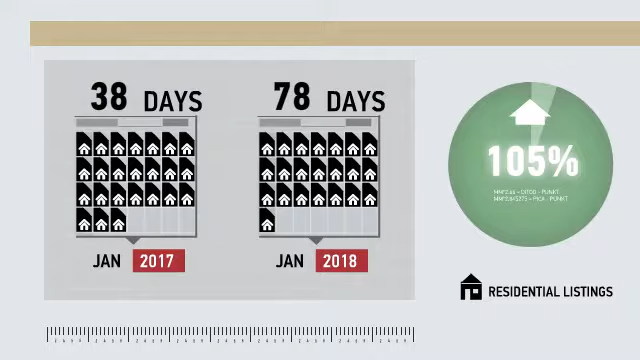 38 DAYS
78 DAYS
JAN 2017
JAN 2018
105%
RESIDENTIAL LISTINGS